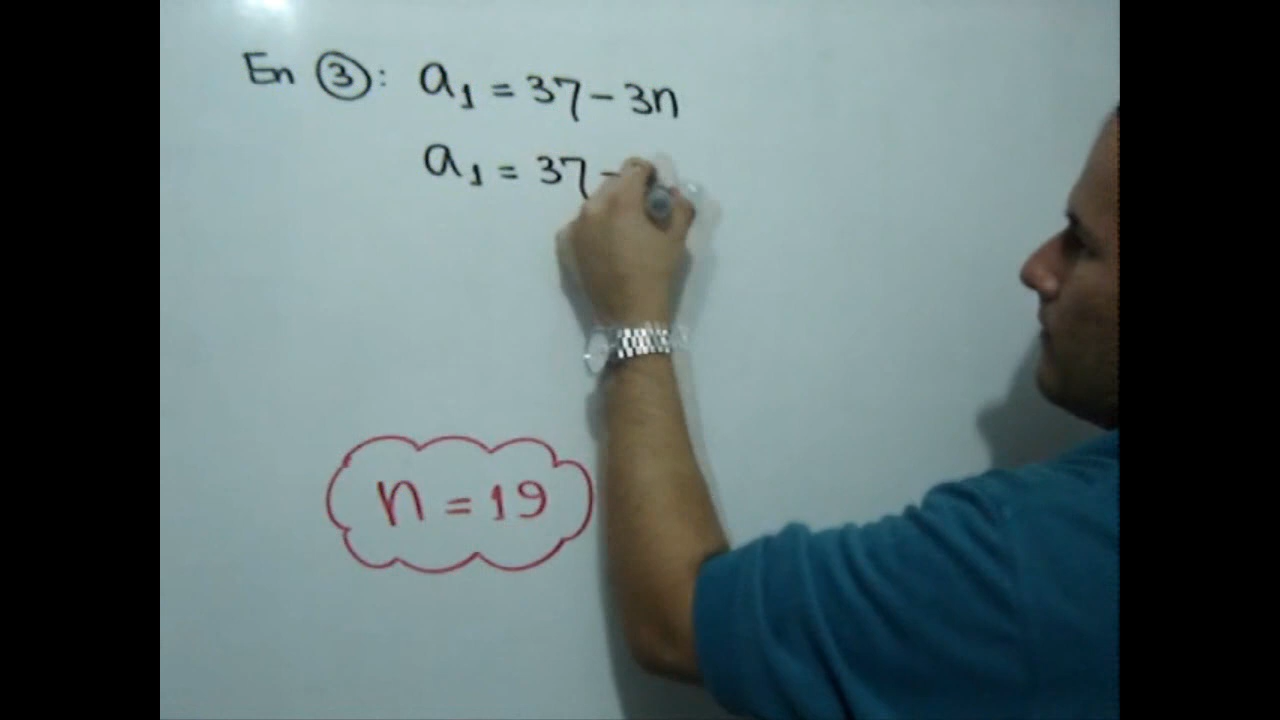 En ③: a₁ = 37 - 3n
a₁ = 37 -
n = 19